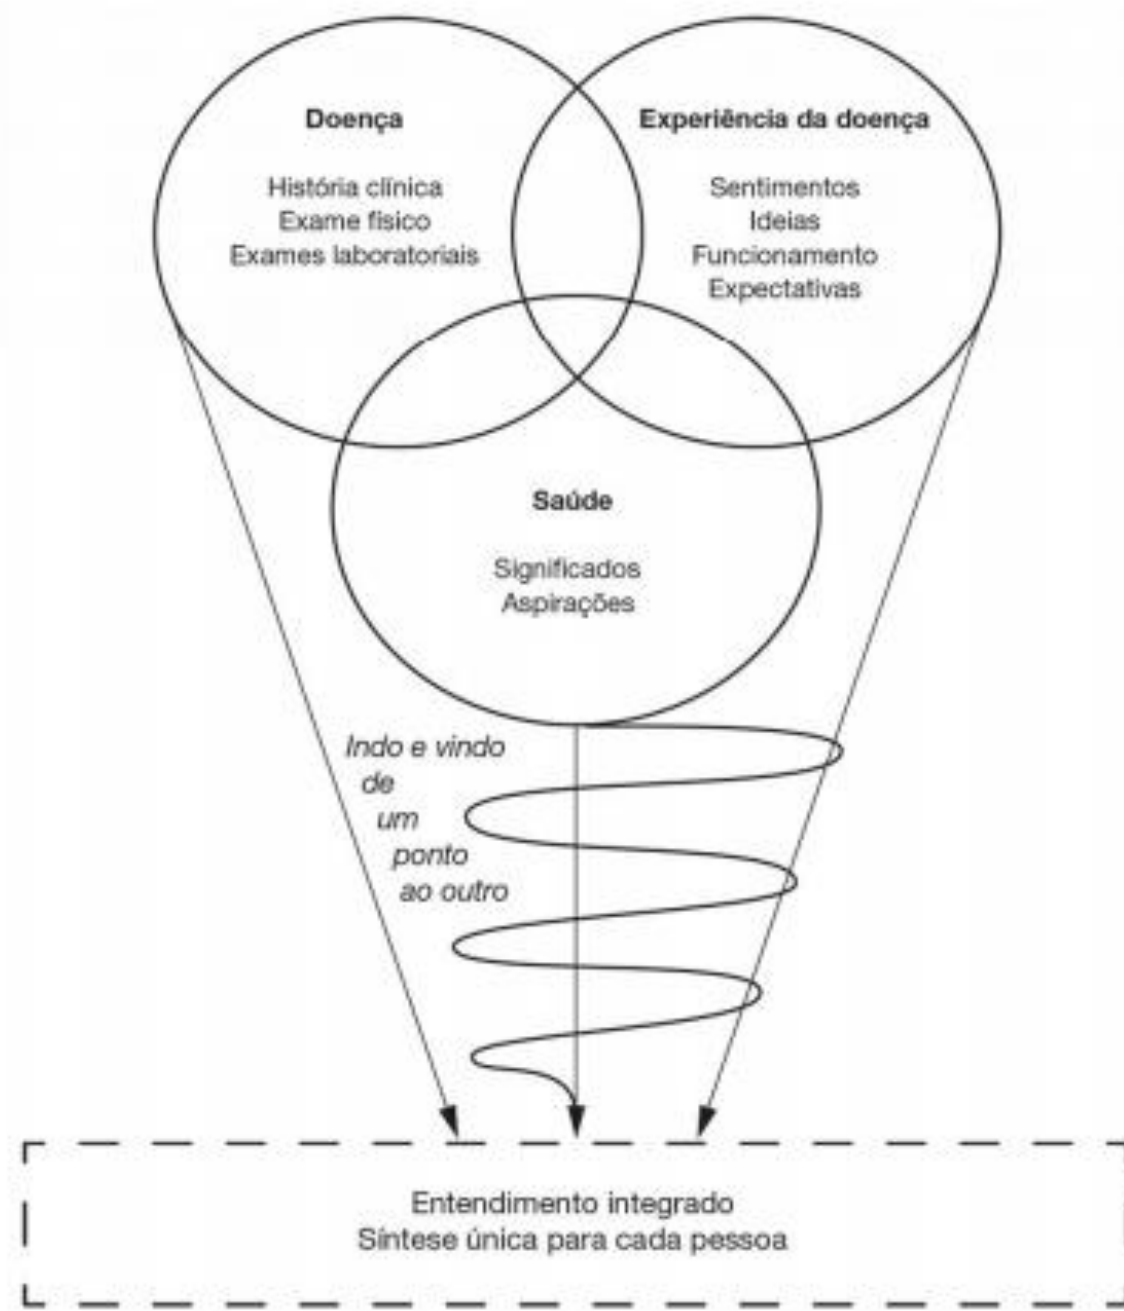 Doença
História clínica
Exame físico
Exames laboratoriais
Experiência da doença
Sentimentos
Ideias
Funcionamento
Expectativas
Saúde
Significados
Aspirações
Indo e vindo
de
um
ponto
ao outro
Entendimento integrado
Síntese única para cada pessoa